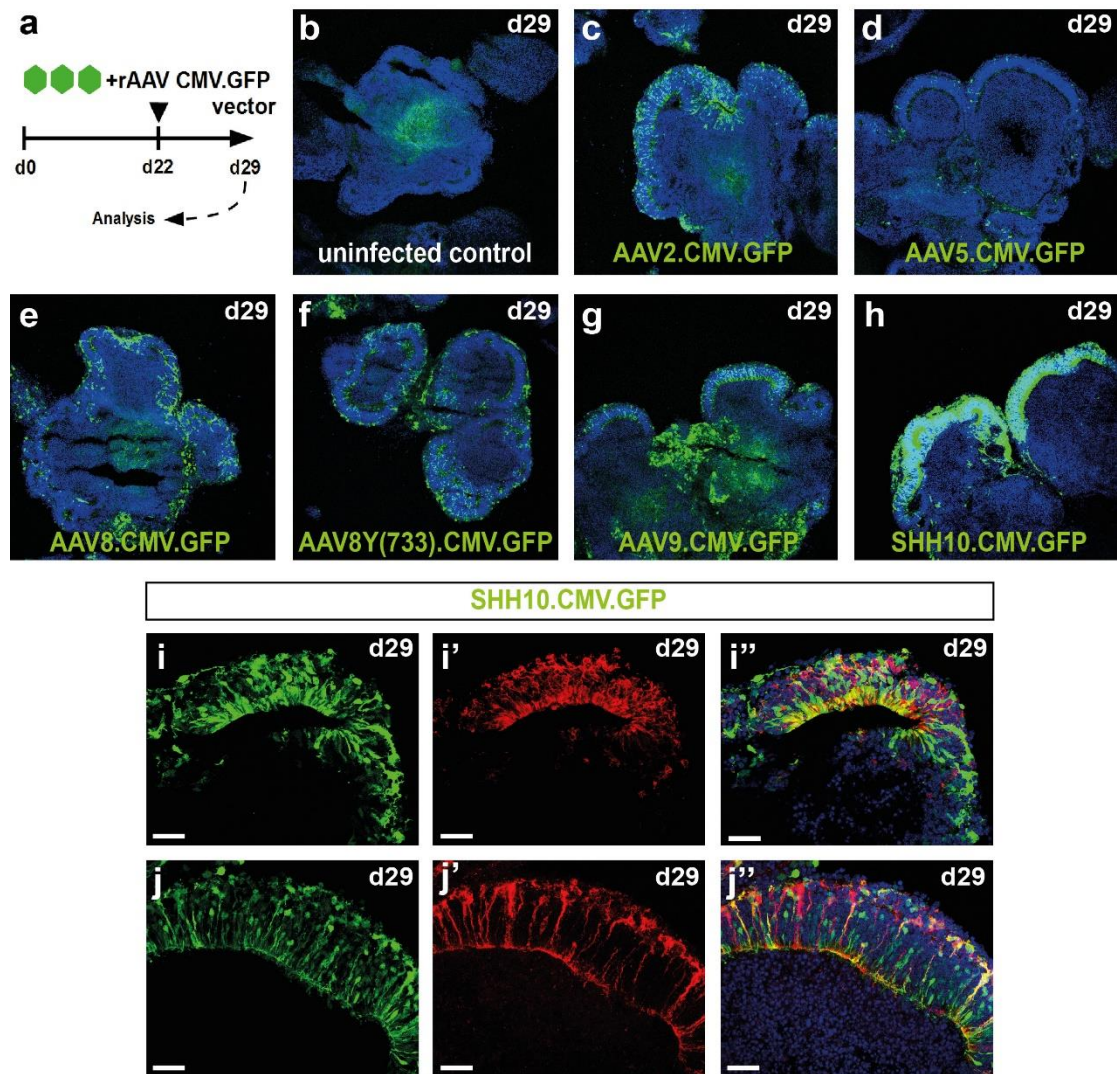 a
+rAAV CMV.GFP
vector
d0
d22
d29
Analysis
b
d29
uninfected control
c
d29
AAV2.CMV.GFP
d
d29
AAV5.CMV.GFP
e
d29
AAV8.CMV.GFP
f
d29
AAV8Y(733).CMV.GFP
g
d29
AAV9.CMV.GFP
h
d29
SHH10.CMV.GFP
SHH10.CMV.GFP
i
d29
i'
d29
i''
d29
j
d29
j'
d29
j''
d29